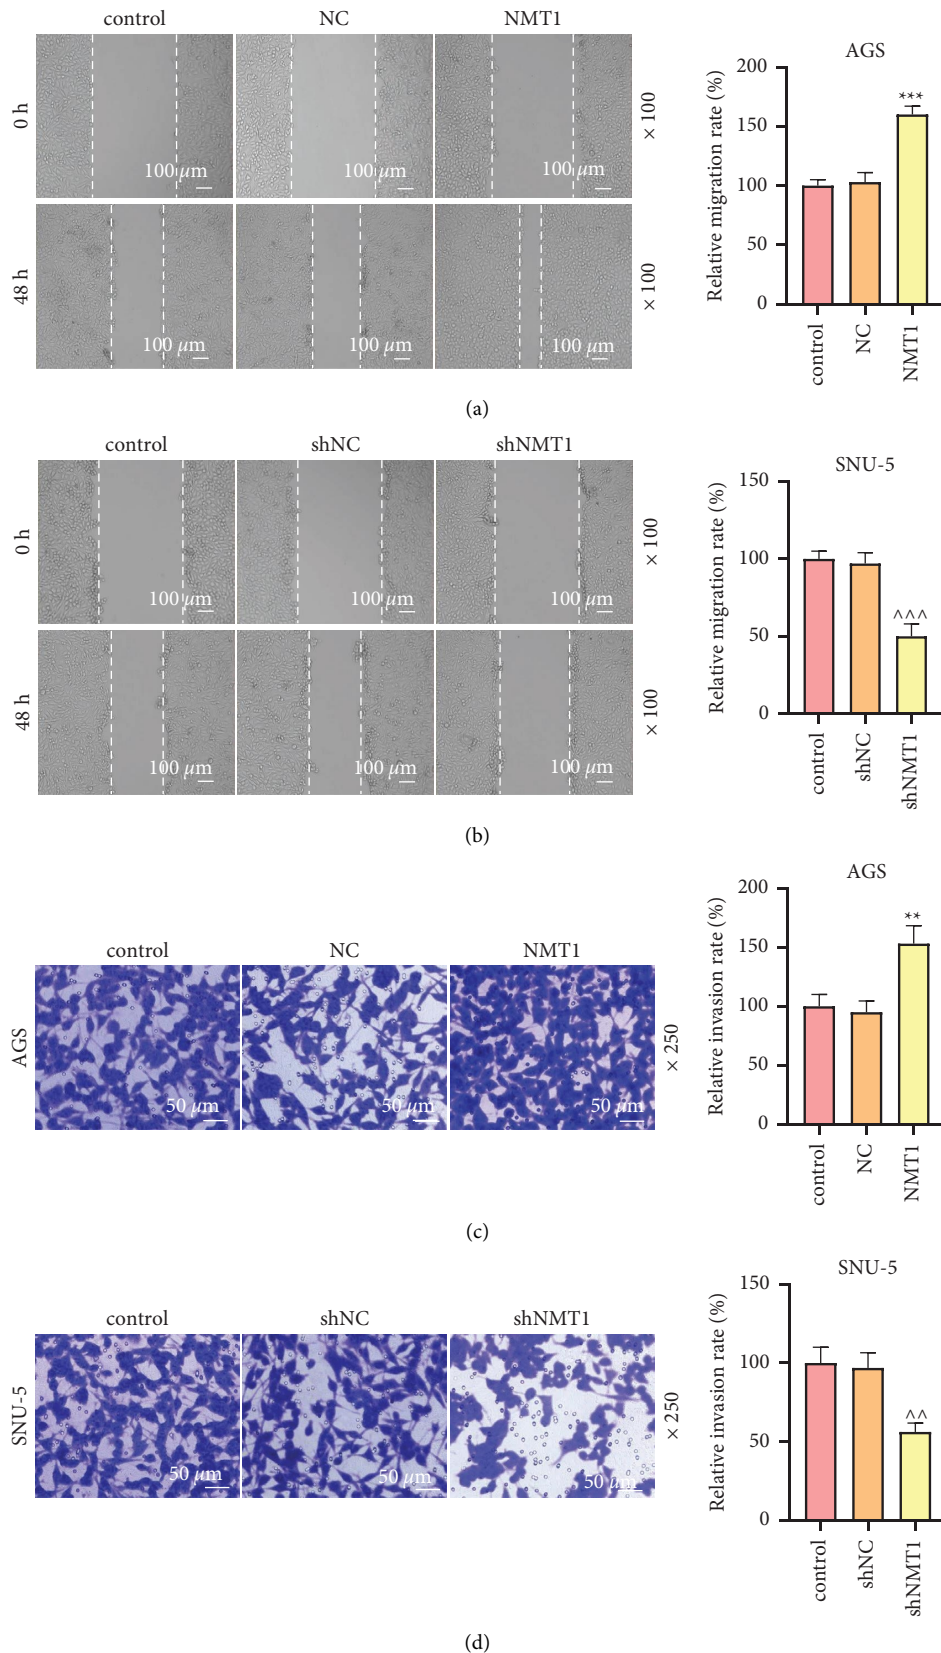 control NC NMT1
0 h
100 µm 100 µm 100 µm
× 100
48 h
100 µm 100 µm 100 µm
× 100
AGS
Relative migration rate (%)
200
150
100
50
0
***
control NC NMT1
(a)
control shNC shNMT1
0 h
100 µm 100 µm 100 µm
× 100
48 h
100 µm 100 µm 100 µm
× 100
SNU-5
Relative migration rate (%)
150
100
50
0
^^^
control shNC shNMT1
(b)
control NC NMT1
AGS
50 µm 50 µm 50 µm
× 250
AGS
Relative invasion rate (%)
200
150
100
50
0
**
control NC NMT1
(c)
control shNC shNMT1
SNU-5
50 µm 50 µm 50 µm
× 250
SNU-5
Relative invasion rate (%)
150
100
50
0
^^
control shNC shNMT1
(d)